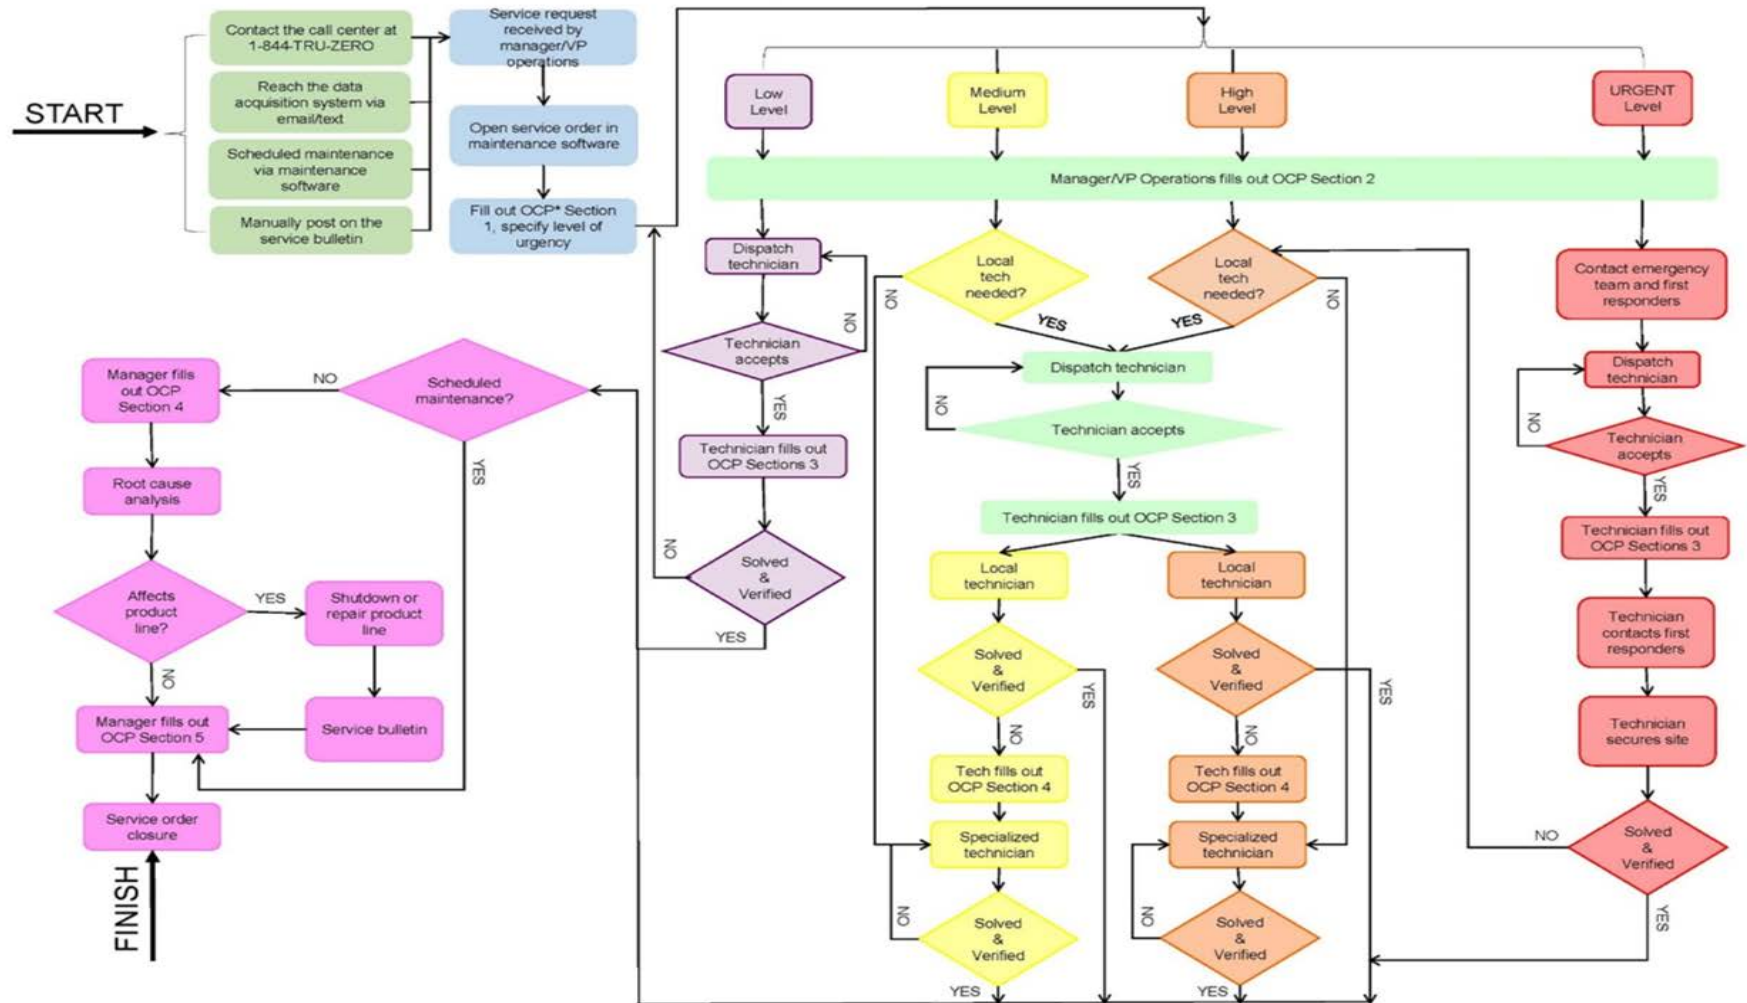 START
Contact the call center at
1-844-TRU-ZERO
Reach the data
acquisition system via
email/text
Scheduled maintenance
via maintenance
software
Manually post on the
service bulletin
Service request
received by
manager/VP
operations
Open service order in
maintenance software
Fill out OCP* Section
1, specify level of
urgency
Low
Level
Medium
Level
High
Level
URGENT
Level
Manager/VP Operations fills out OCP Section 2
Dispatch
technician
Technician
accepts
NO
YES
Technician fills out
OCP Sections 3
Solved
&
Verified
NO
YES
Local
tech
needed?
NO
YES
Local
tech
needed?
NO
YES
Dispatch technician
NO
Technician accepts
YES
Technician fills out OCP Section 3
Local
technician
Solved
&
Verified
YES
NO
Tech fills out
OCP Section 4
Specialized
technician
NO
Solved
&
Verified
YES
Local
technician
Solved
&
Verified
YES
NO
Tech fills out
OCP Section 4
Specialized
technician
NO
Solved
&
Verified
YES
Contact emergency
team and first
responders
Dispatch
technician
NO
Technician
accepts
YES
Technician fills out
OCP Sections 3
Technician
contacts first
responders
Technician
secures site
NO
Solved
&
Verified
YES
Scheduled
maintenance?
NO
YES
Manager fills
out OCP
Section 4
Root cause
analysis
Affects
product
line?
YES
NO
Shutdown or
repair product
line
Service bulletin
Manager fills out
OCP Section 5
Service order
closure
FINISH